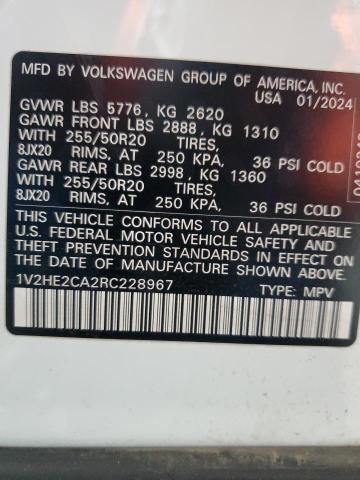 MFD BY VOLKSWAGEN GROUP OF AMERICA, INC.
USA 01/2024
GVWR LBS 5776, KG 2620
GAWR FRONT LBS 2888, KG 1310
WITH 255/50R20 TIRES,
8JX20 RIMS, AT 250 KPA, 36 PSI COLD
GAWR REAR LBS 2998, KG 1360
WITH 255/50R20 TIRES,
8JX20 RIMS, AT 250 KPA, 36 PSI COLD
THIS VEHICLE CONFORMS TO ALL APPLICABLE
U.S. FEDERAL MOTOR VEHICLE SAFETY AND
THEFT PREVENTION STANDARDS IN EFFECT ON
THE DATE OF MANUFACTURE SHOWN ABOVE.
1V2HE2CA2RC228967 TYPE: MPV